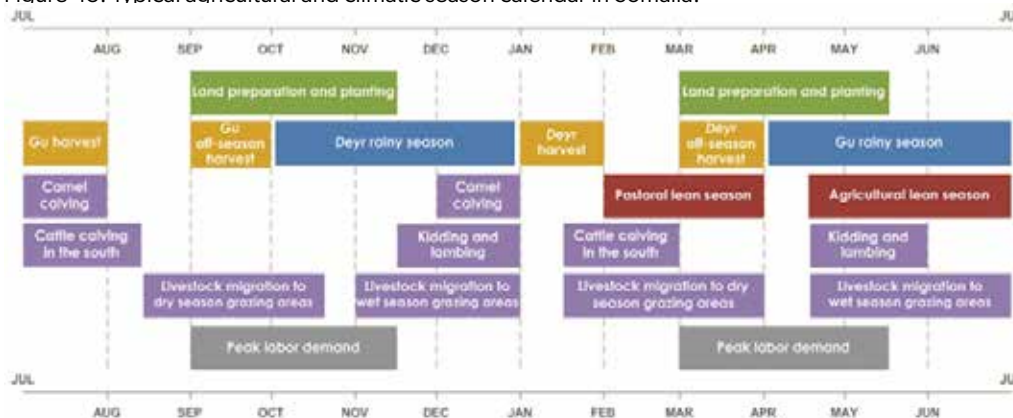 Figure 48: Typical agricultural and climatic season calendar in Somalia.
JUL
AUG SEP OCT NOV DEC JAN FEB MAR APR MAY JUN
Land preparation and planting
Land preparation and planting
Gu harvest
Gu
off-season
harvest
Deyr rainy season
Deyr
harvest
Deyr
off-season
harvest
Gu rainy season
Camel
calving
Camel
calving
Pastoral lean season
Agricultural lean season
Cattle calving
in the south
Kidding and
lambing
Cattle calving
in the south
Kidding and
lambing
Livestock migration to
dry season grazing areas
Livestock migration to
wet season grazing areas
Livestock migration to dry
season grazing areas
Livestock migration to
wet season grazing areas
Peak labor demand
Peak labor demand
JUL
AUG SEP OCT NOV DEC JAN FEB MAR APR MAY JUN